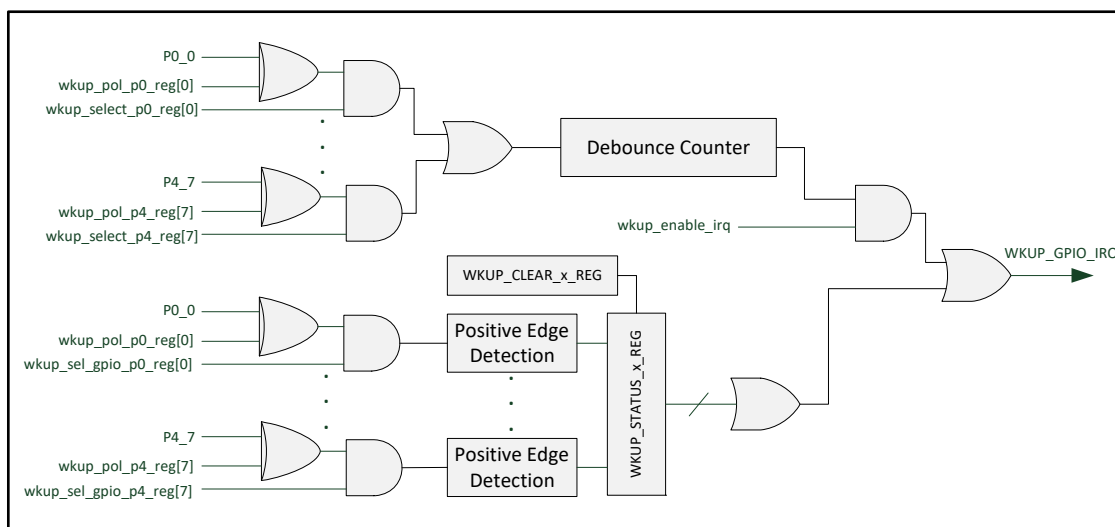 P0_0
wkup_pol_p0_reg[0]
wkup_select_p0_reg[0]
P4_7
wkup_pol_p4_reg[7]
wkup_select_p4_reg[7]
Debounce Counter
wkup_enable_irq
WKUP_GPIO_IRQ
WKUP_CLEAR_x_REG
P0_0
wkup_pol_p0_reg[0]
wkup_sel_gpio_p0_reg[0]
Positive Edge
Detection
WKUP_STATUS_x_REG
P4_7
wkup_pol_p4_reg[7]
wkup_sel_gpio_p4_reg[7]
Positive Edge
Detection